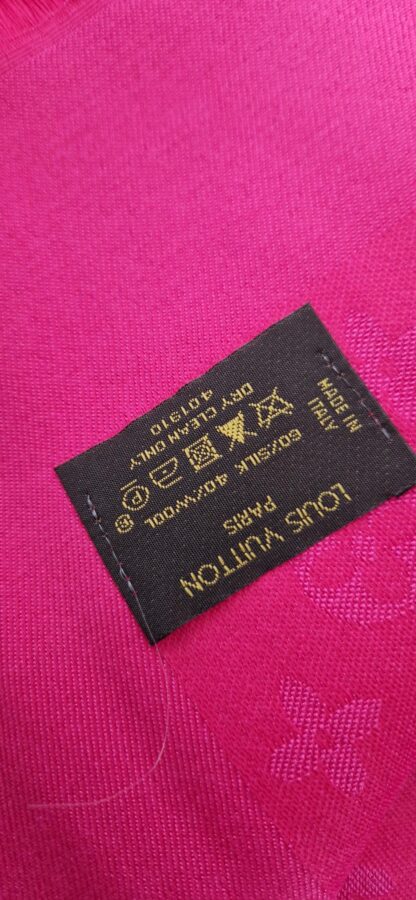 LOUIS VUITTON
PARIS
®
60%SILK 40%WOOL
P
DRY CLEAN ONLY
401910
MADE IN
ITALY